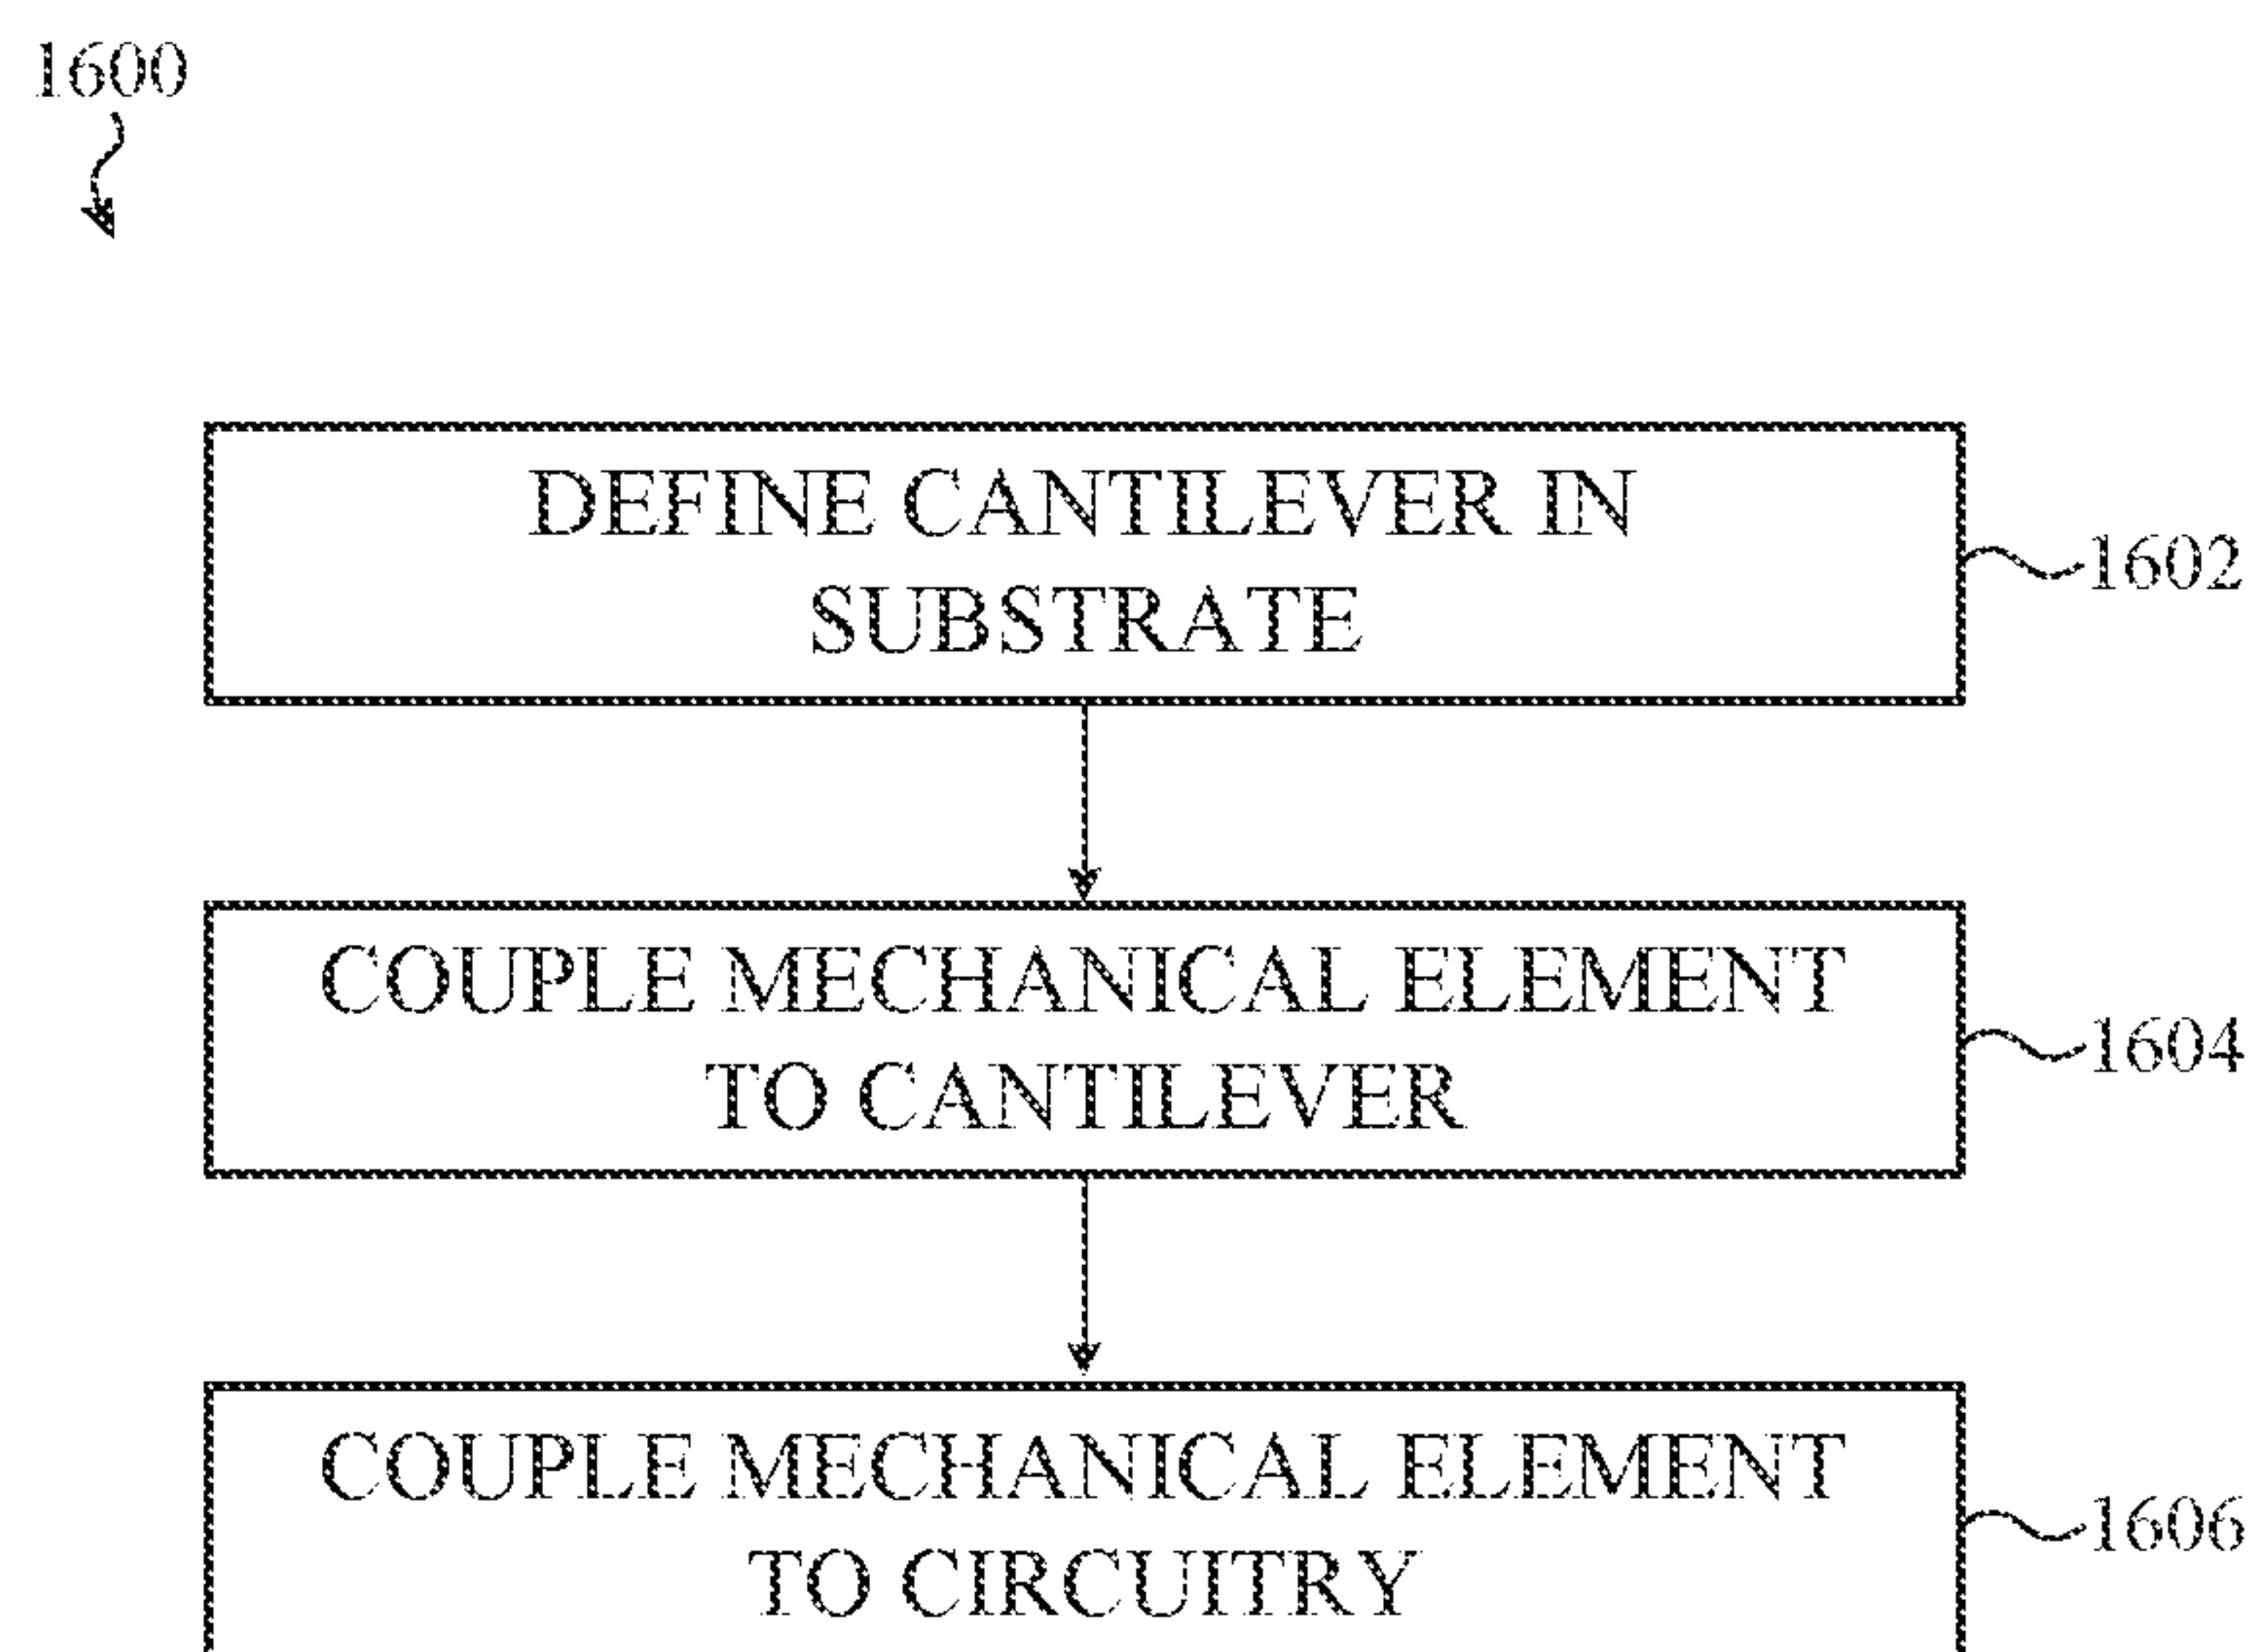 1600
DEFINE CANTILEVER IN
SUBSTRATE
1602
COUPLE MECHANICAL ELEMENT
TO CANTILEVER
1604
COUPLE MECHANICAL ELEMENT
TO CIRCUITRY
1606